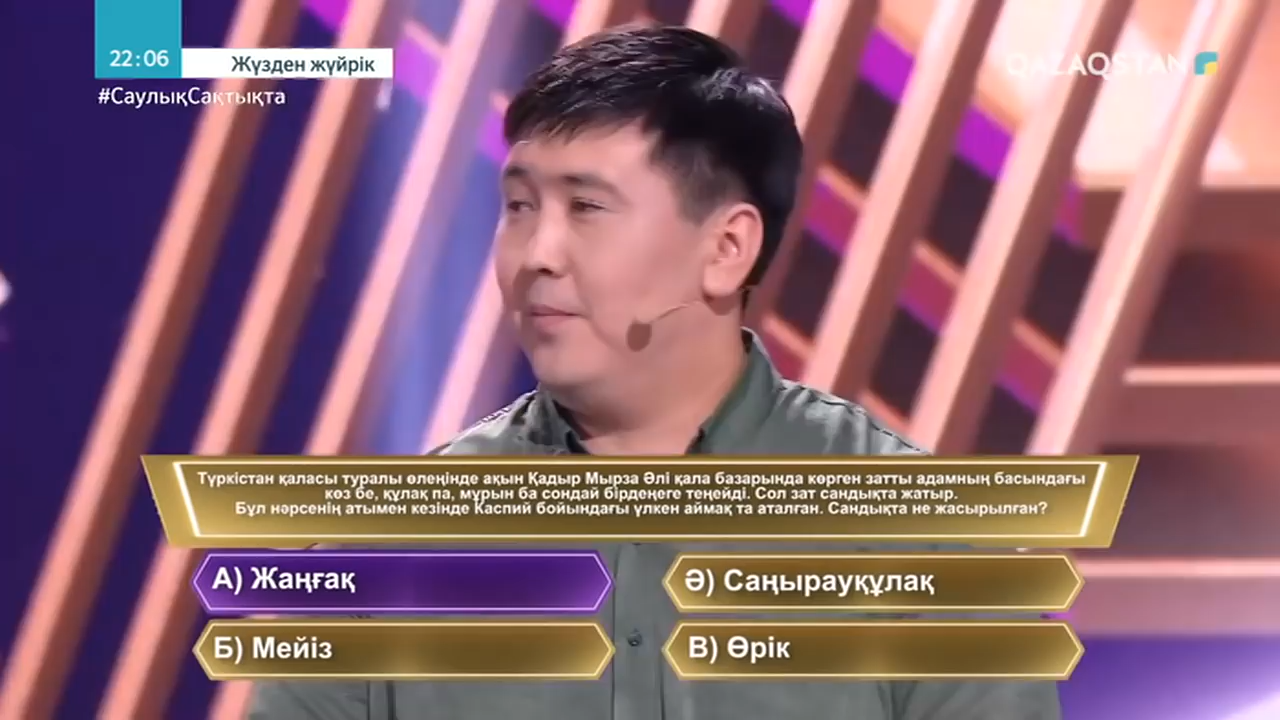 22:06
Жүзден жүйрік
QAZAQSTAN
#СаулықСақтықта
Түркістан қаласы туралы өлеңінде ақын Қадыр Мырза Әлі қала базарында көрген затты адамның басындағы
көз бе, құлақ па, мұрын ба сондай бірдеңеге теңейді. Сол зат сандықта жатыр.
Бұл нәрсенің атымен кезінде Каспий бойындағы үлкен аймақ та аталған. Сандықта не жасырылған?
А) Жаңғақ
Ә) Саңырауқұлақ
Б) Мейіз
В) Өрік